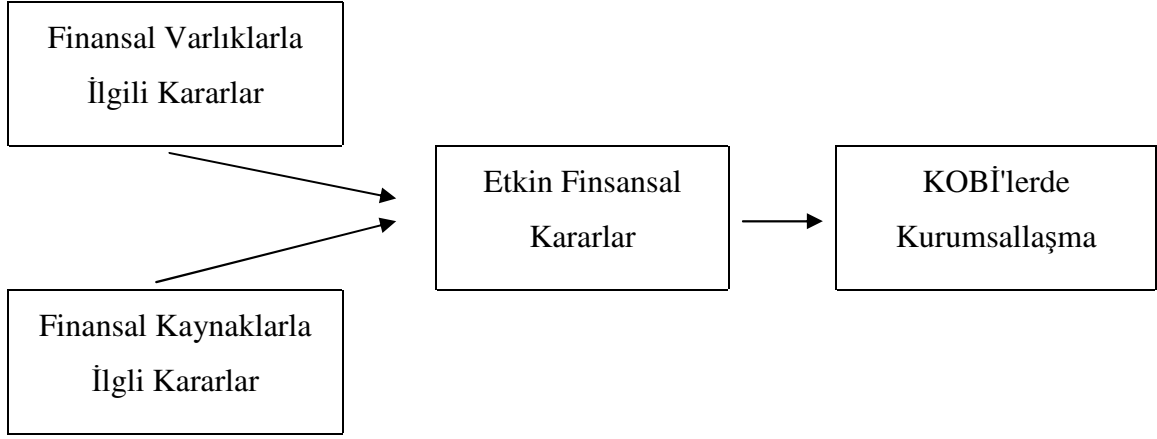 Finansal Varlıklarla
İlgili Kararlar
Etkin Finsansal
Kararlar
KOBİ'lerde
Kurumsallaşma
Finansal Kaynaklarla
İlgli Kararlar